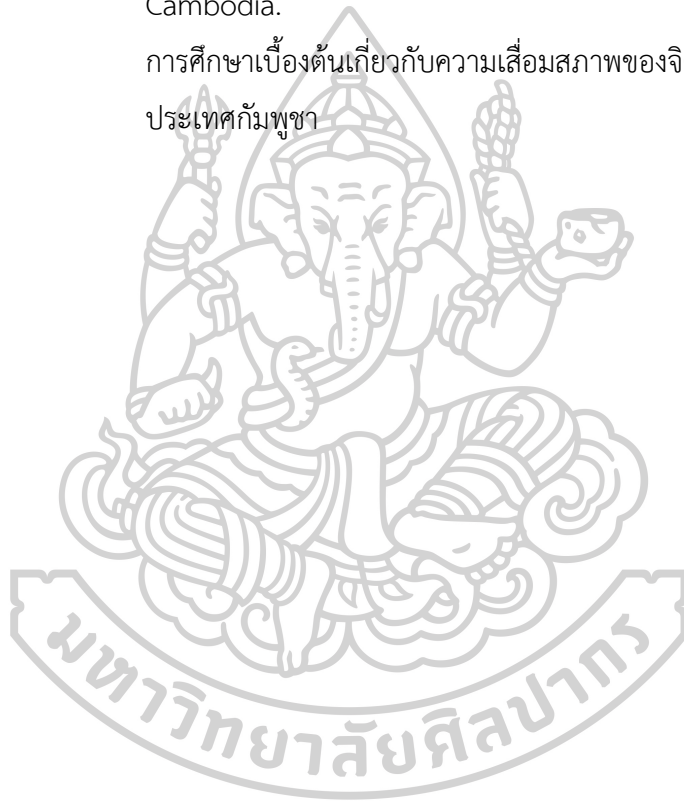 Cambodia.
การศึกษาเบื้องต้นเกี่ยวกับความเสื่อมสภาพของจิ
ประเทศกัมพูชา
มหาวิทยาลัยศิลปากร